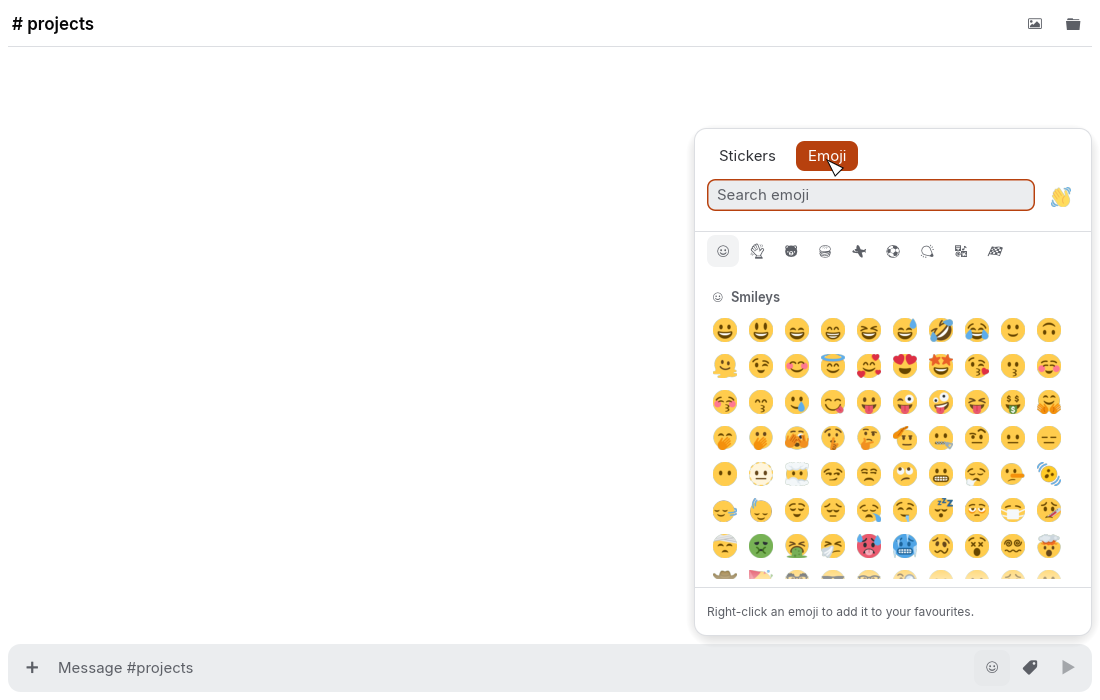 # projects
Stickers
Emoji
Search emoji
Smileys
Right-click an emoji to add it to your favourites.
Message #projects